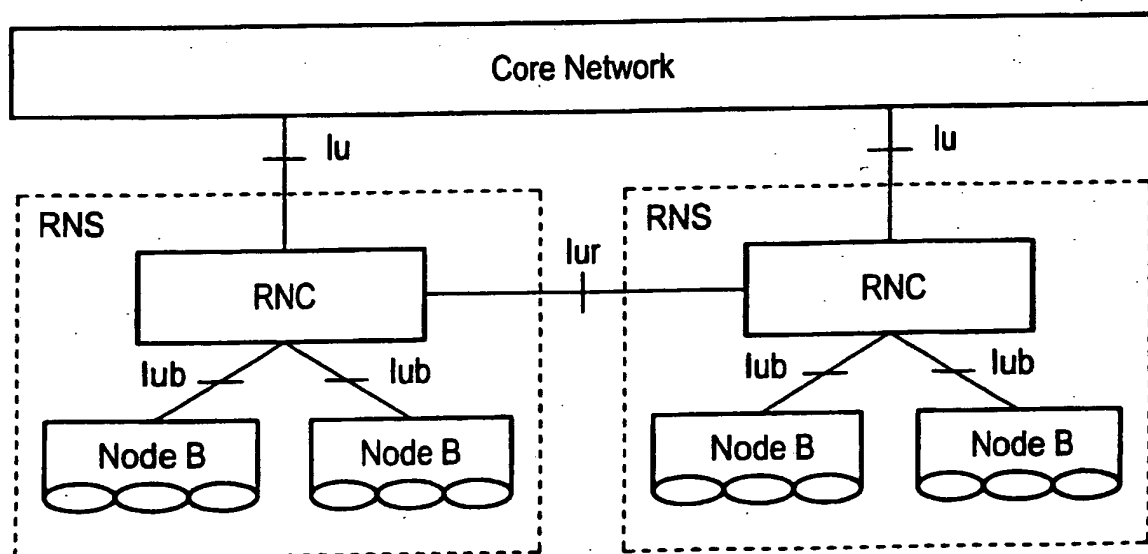 Core Network
Iu
Iu
RNS
RNS
Iur
RNC
RNC
Iub
Iub
Iub
Iub
Node B
Node B
Node B
Node B